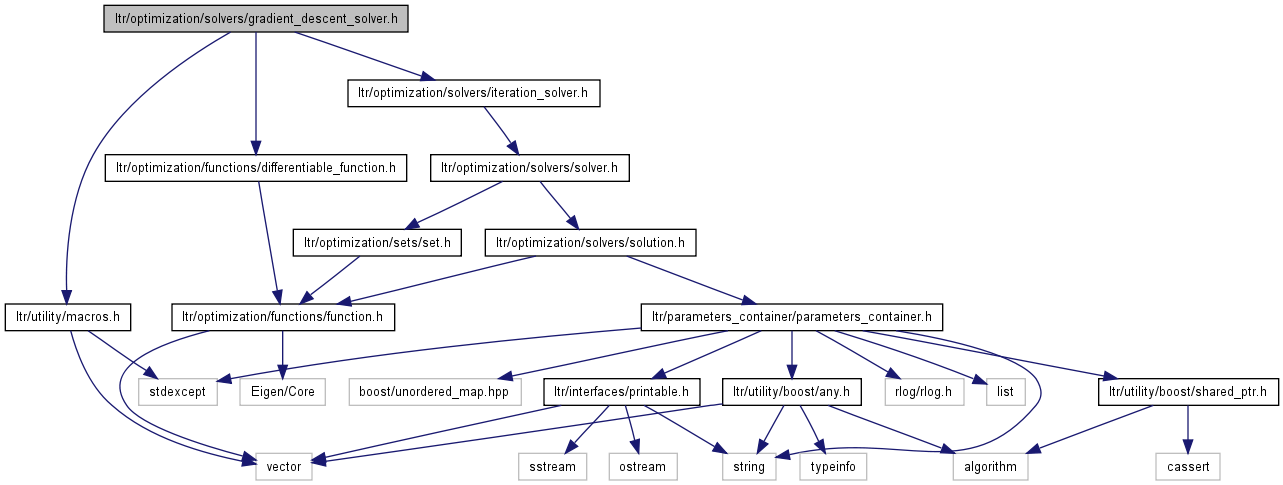 ltr/optimization/solvers/gradient_descent_solver.h
ltr/optimization/solvers/iteration_solver.h
ltr/optimization/functions/differentiable_function.h
ltr/optimization/solvers/solver.h
ltr/optimization/sets/set.h
ltr/optimization/solvers/solution.h
ltr/utility/macros.h
ltr/optimization/functions/function.h
ltr/parameters_container/parameters_container.h
stdexcept
Eigen/Core
boost/unordered_map.hpp
ltr/interfaces/printable.h
ltr/utility/boost/any.h
rlog/rlog.h
list
ltr/utility/boost/shared_ptr.h
vector
sstream
ostream
string
typeinfo
algorithm
cassert